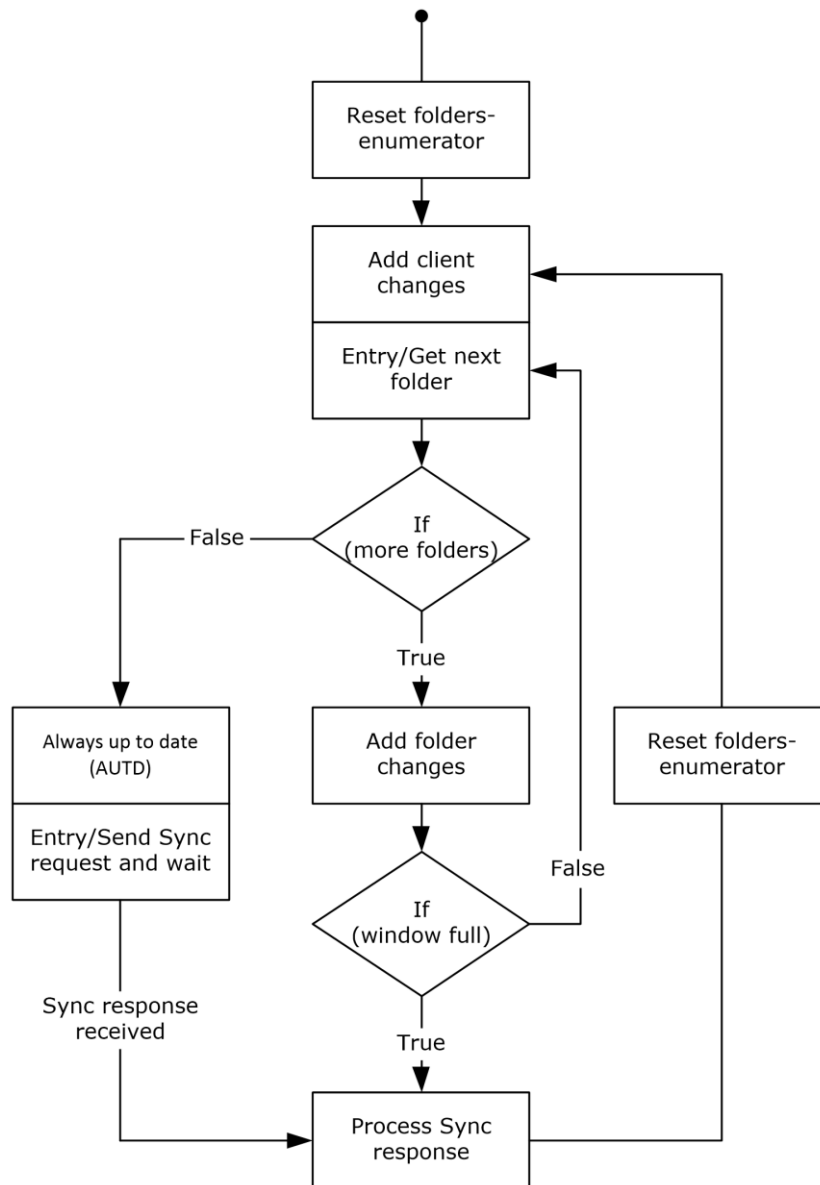 Reset folders-
enumerator
Add client
changes
Entry/Get next
folder
If
(more folders)
False
True
Always up to date
(AUTD)
Entry/Send Sync
request and wait
Add folder
changes
Reset folders-
enumerator
If
(window full)
False
Sync response
received
True
Process Sync
response